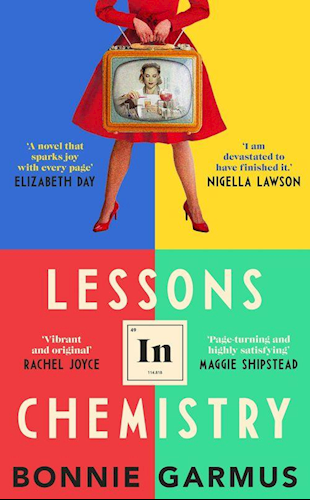 'A novel that
sparks joy
with every page'
ELIZABETH DAY
'I am
devastated to
have finished it.'
NIGELLA LAWSON
LESSONS
49
In
114.818
'Vibrant
and original'
RACHEL JOYCE
'Page-turning and
highly satisfying'
MAGGIE SHIPSTEAD
CHEMISTRY
BONNIE GARMUS